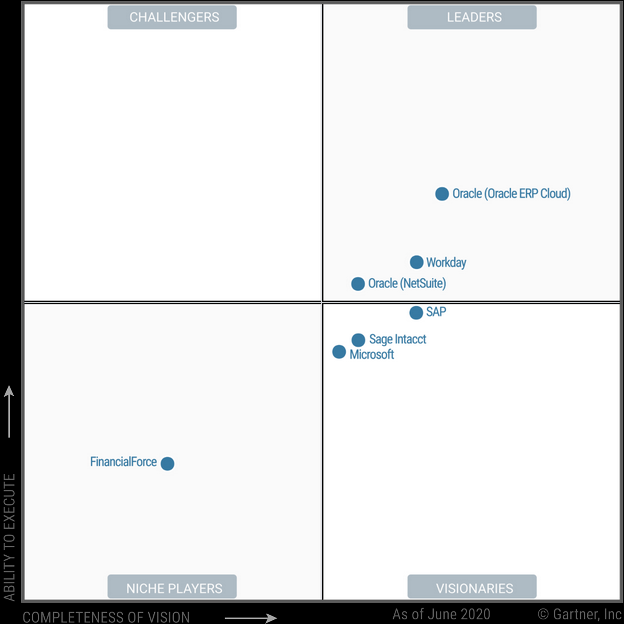 CHALLENGERS
LEADERS
Oracle (Oracle ERP Cloud)
Workday
Oracle (NetSuite)
SAP
Sage Intacct
Microsoft
FinancialForce
NICHE PLAYERS
VISIONARIES
ABILITY TO EXECUTE
COMPLETENESS OF VISION
As of June 2020
© Gartner, Inc